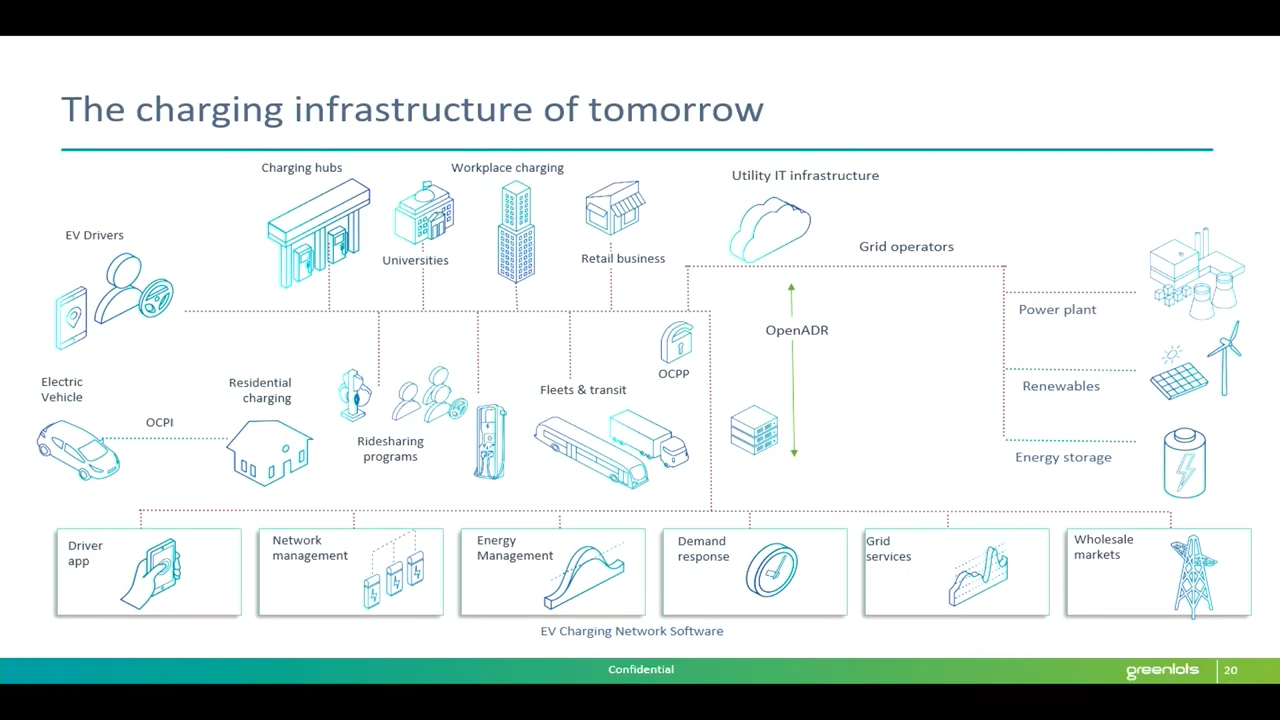 The charging infrastructure of tomorrow
Charging hubs
Workplace charging
Utility IT infrastructure
EV Drivers
Universities
Retail business
Grid operators
Power plant
OpenADR
OCPP
Electric
Vehicle
OCPI
Residential
charging
Ridesharing
programs
Fleets & transit
Renewables
Energy storage
Driver
app
Network
management
Energy
Management
Demand
response
Grid
services
Wholesale
markets
EV Charging Network Software
Confidential
greenlots
20